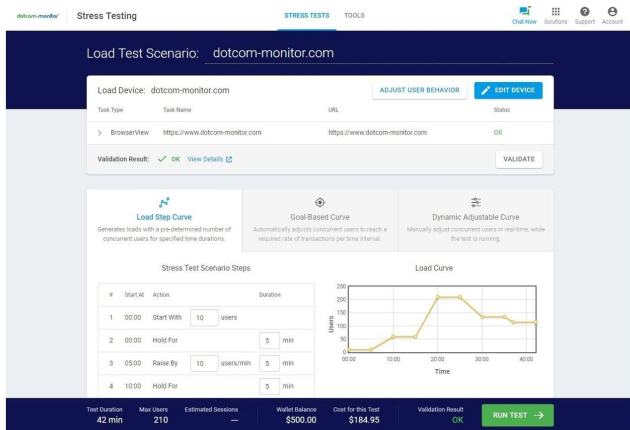 dotcom-monitor
Stress Testing
STRESS TESTS
TOOLS
Chat Now
Solutions
Support
Account
Load Test Scenario: dotcom-monitor.com
Load Device: dotcom-monitor.com
ADJUST USER BEHAVIOR
EDIT DEVICE
Task Type
Task Name
URL
Status
BrowserView
https://www.dotcom-monitor.com
https://www.dotcom-monitor.com
OK
Validation Result:
OK
View Details
VALIDATE
Load Step Curve
Generates loads with a pre-determined number of
concurrent users for specified time durations.
Goal-Based Curve
Automatically adjusts concurrent users to reach a
required rate of transactions per time interval.
Dynamic Adjustable Curve
Manually adjust concurrent users in real-time, while
the test is running.
Stress Test Scenario Steps
# Start At Action Duration
1 00:00 Start With 10 users
2 00:00 Hold For 5 min
3 05:00 Raise By 10 users/min 5 min
4 10:00 Hold For 5 min
Load Curve
250
200
150
100
50
0
Users
00:00 10:00 20:00 30:00 40:00
Time
Test Duration
42 min
Max Users
210
Estimated Sessions
---
Wallet Balance
$500.00
Cost for this Test
$184.95
Validation Result
OK
RUN TEST